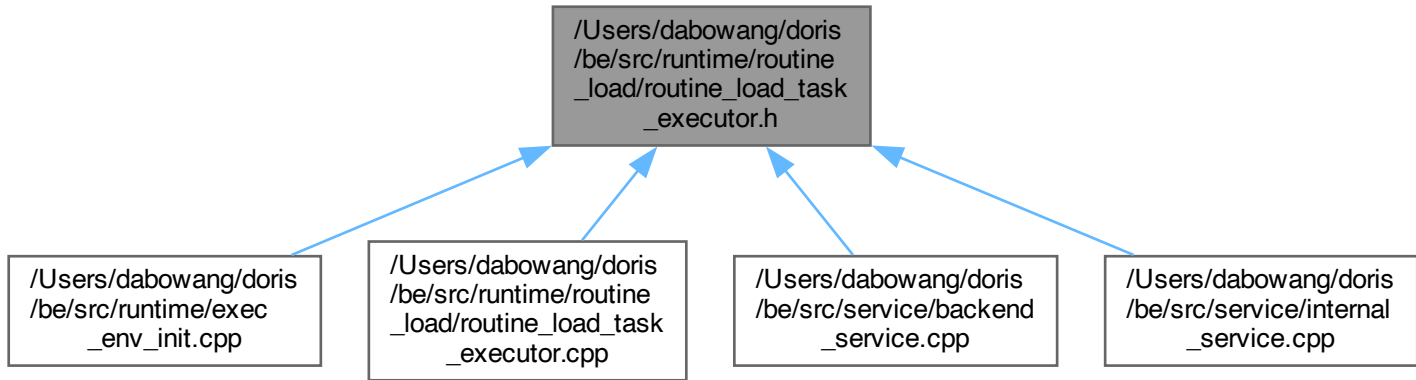 /Users/dabowang/doris
/be/src/runtime/routine
_load/routine_load_task
_executor.h
/Users/dabowang/doris
/be/src/runtime/exec
_env_init.cpp
/Users/dabowang/doris
/be/src/runtime/routine
_load/routine_load_task
_executor.cpp
/Users/dabowang/doris
/be/src/service/backend
_service.cpp
/Users/dabowang/doris
/be/src/service/internal
_service.cpp